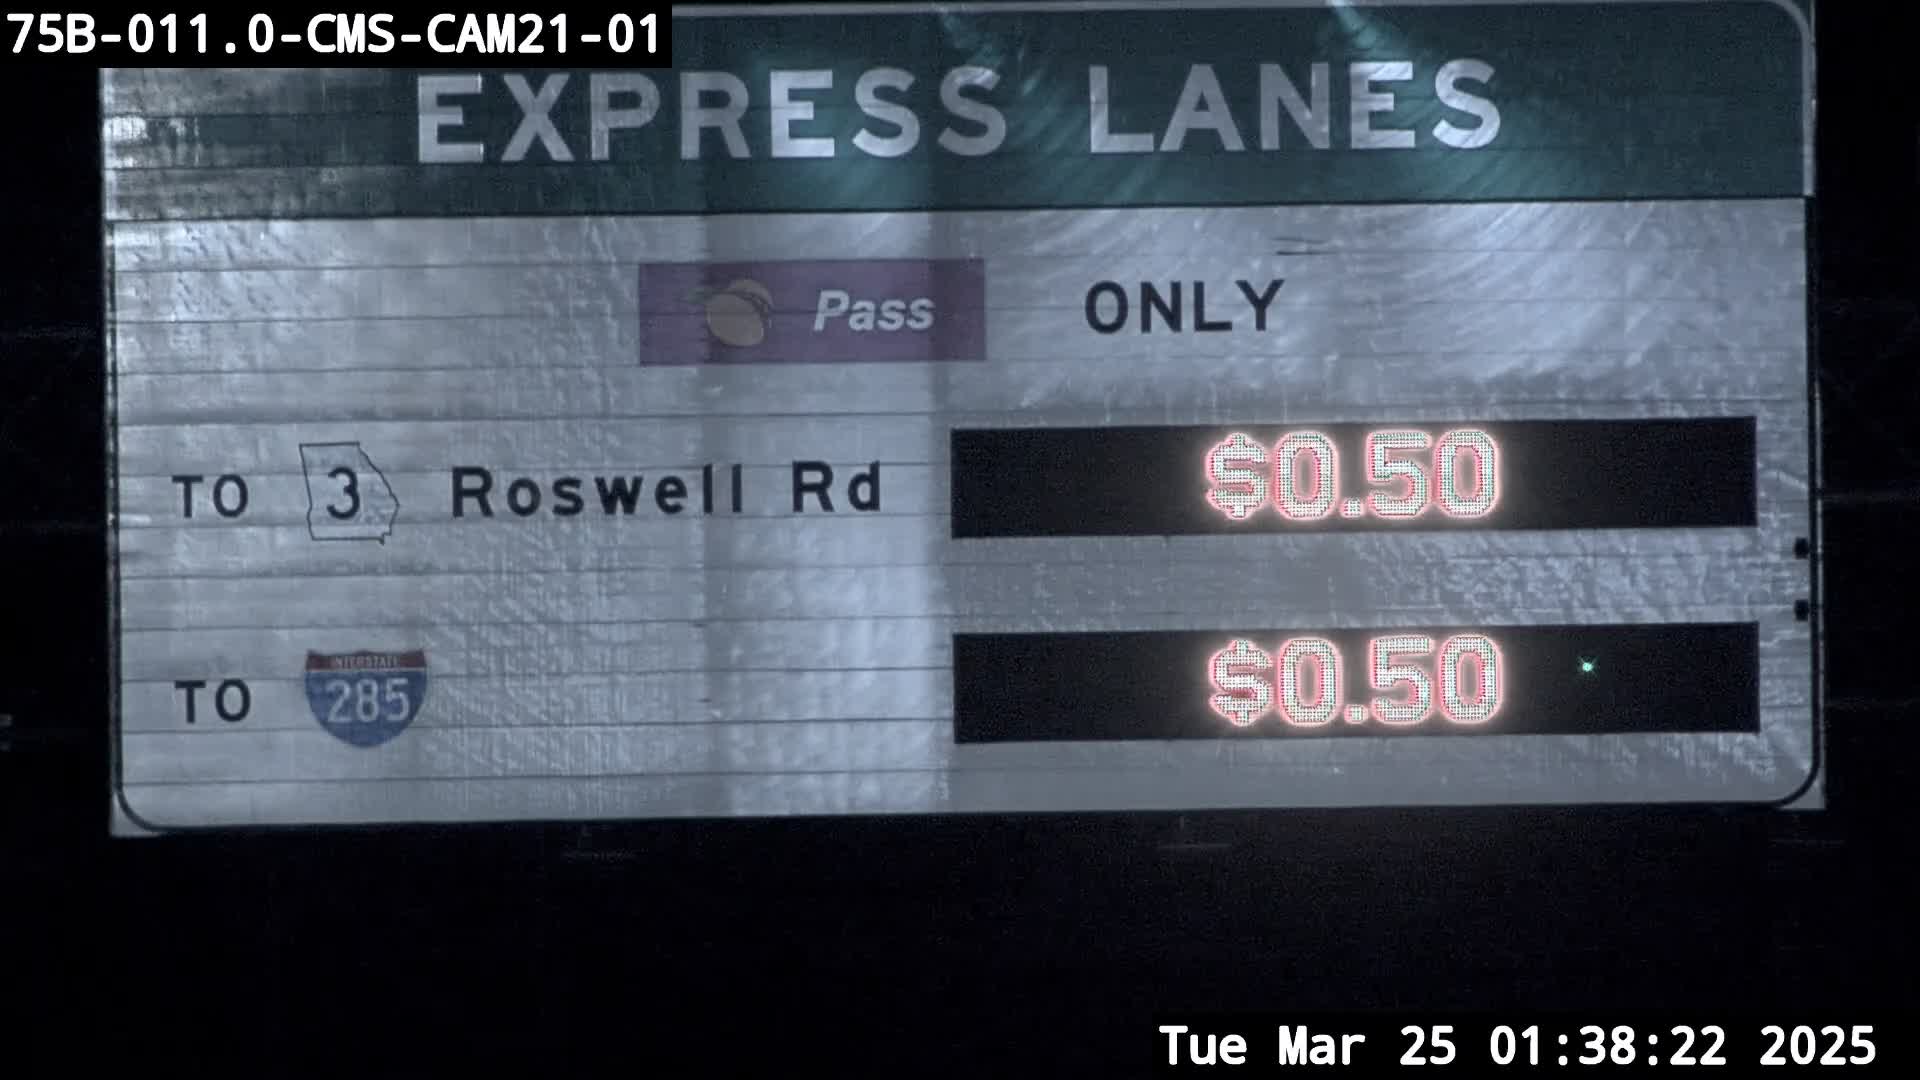 75B-011.0-CMS-CAM21-01
EXPRESS LANES
Pass ONLY
TO 3 Roswell Rd $0.50
TO INTERSTATE 285 $0.50
Tue Mar 25 01:38:22 2025